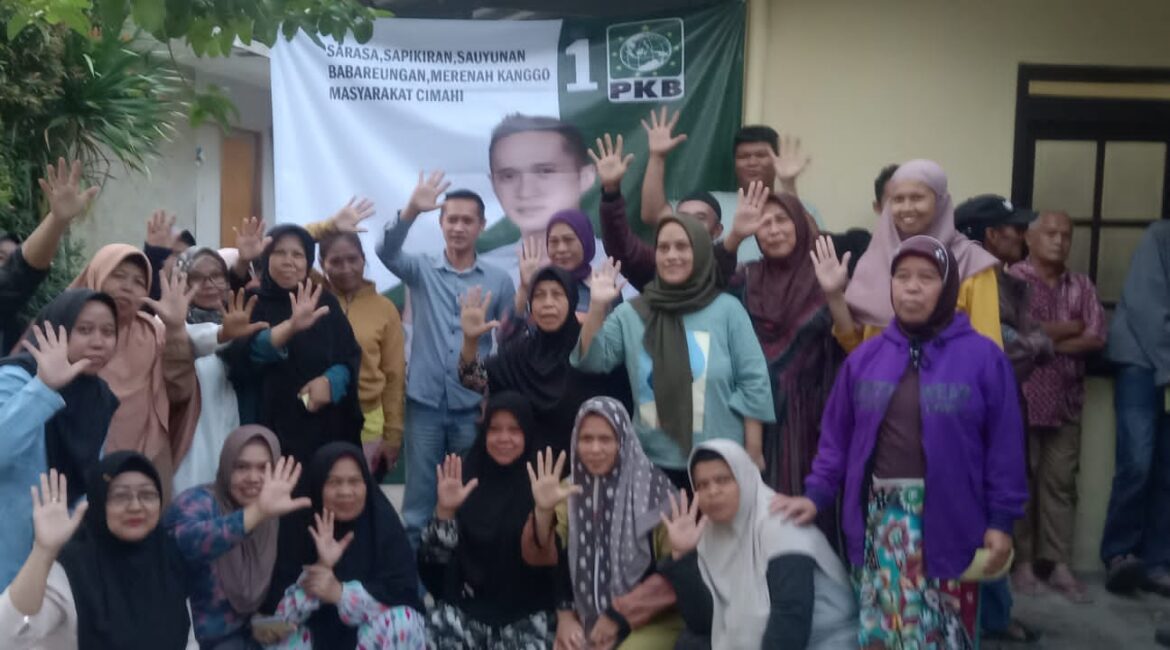 SARASA,SAPIKIRAN,SAUYUNAN
BABAREUNGAN,MERENAH KANGGO
MASYARAKAT CIMAHI
1
PKB